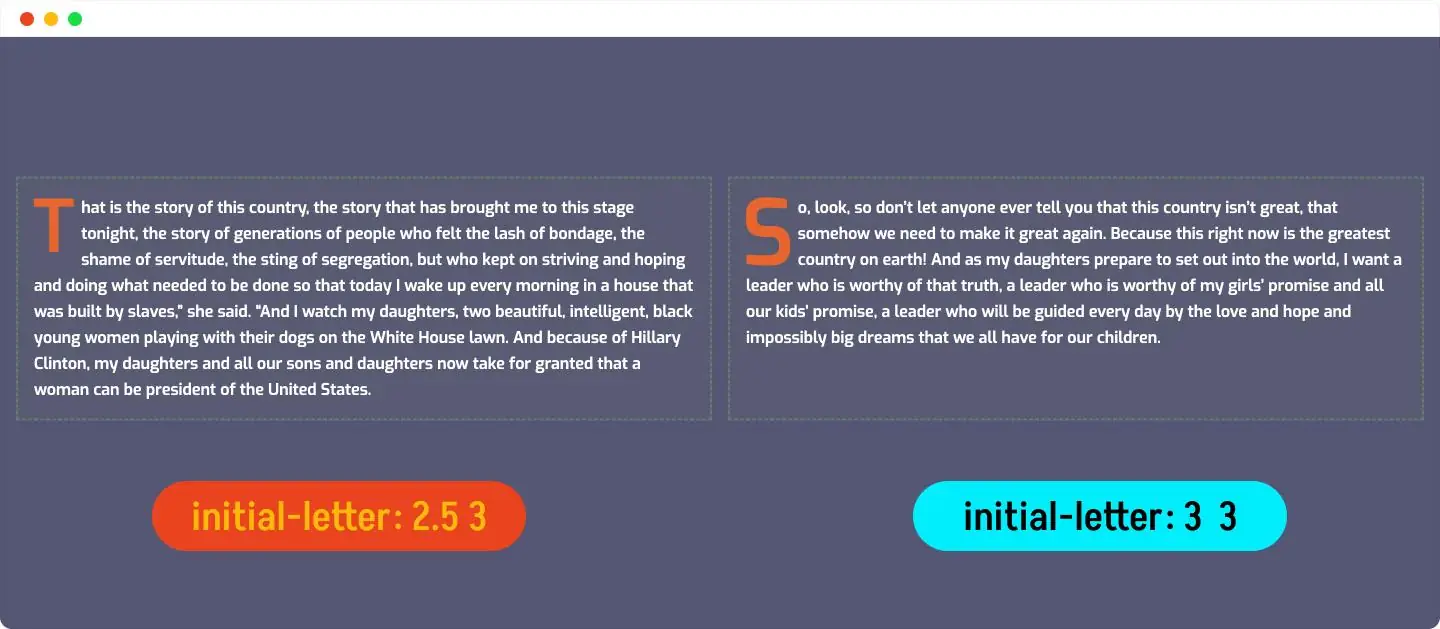 That is the story of this country, the story that has brought me to this stage
tonight, the story of generations of people who felt the lash of bondage, the
shame of servitude, the sting of segregation, but who kept on striving and hoping
and doing what needed to be done so that today I wake up every morning in a house that
was built by slaves,” she said. “And I watch my daughters, two beautiful, intelligent, black
young women playing with their dogs on the White House lawn. And because of Hillary
Clinton, my daughters and all our sons and daughters now take for granted that a
woman can be president of the United States.
So, look, so don’t let anyone ever tell you that this country isn’t great, that
somehow we need to make it great again. Because this right now is the greatest
country on earth! And as my daughters prepare to set out into the world, I want a
leader who is worthy of that truth, a leader who is worthy of my girls’ promise and all
our kids’ promise, a leader who will be guided every day by the love and hope and
impossibly big dreams that we all have for our children.
initial-letter: 2.5 3
initial-letter: 3 3